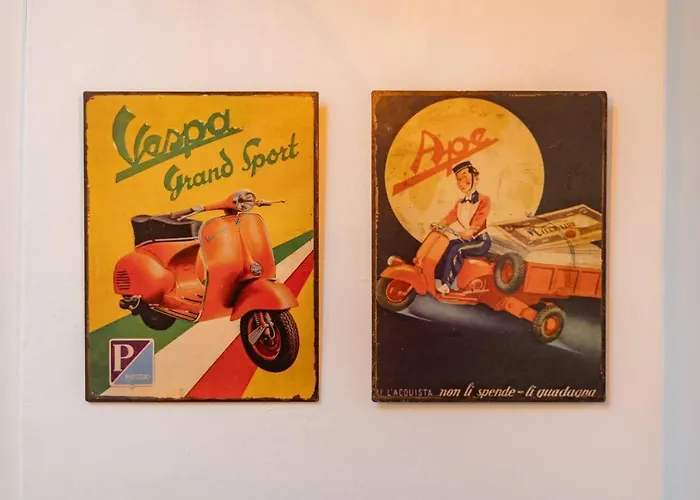 Vespa
Grand Sport
P
Ape
L'ACQUISTA non li spende - li guadagna